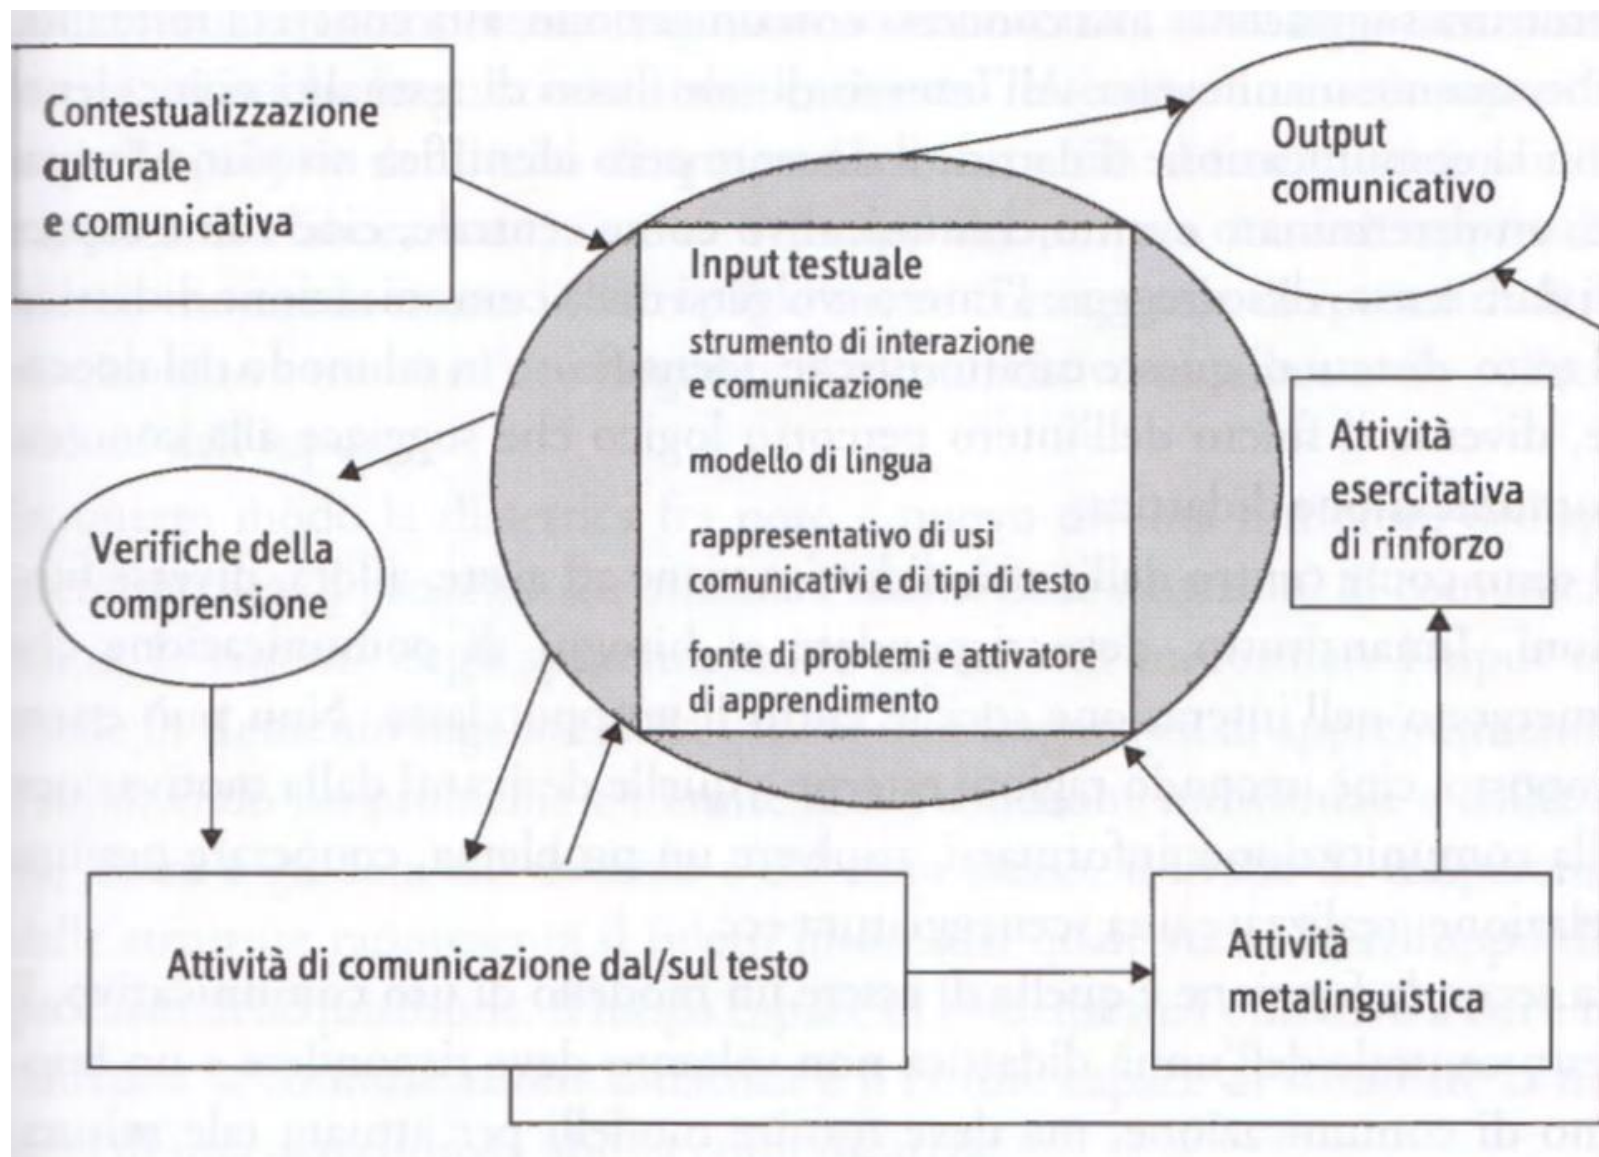 Contestualizzazione
culturale
e comunicativa
Output
comunicativo
Input testuale
strumento di interazione
e comunicazione
modello di lingua
rappresentativo di usi
comunicativi e di tipi di testo
fonte di problemi e attivatore
di apprendimento
Attività
esercitativa
di rinforzo
Verifiche della
comprensione
Attività di comunicazione dal/sul testo
Attività
metalinguistica